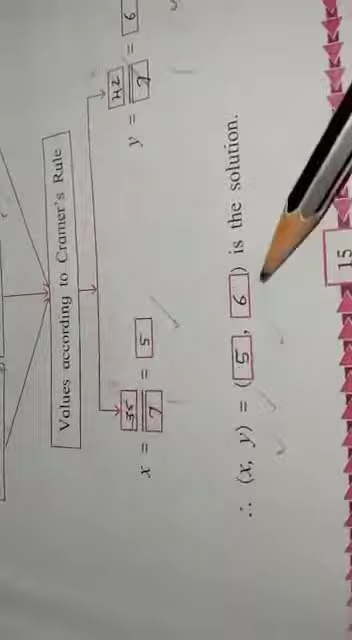 Values according to Cramer's Rule
x = 35/7 = 5
y = 42/7 = 6
∴ (x, y) = (5, 6) is the solution.
15